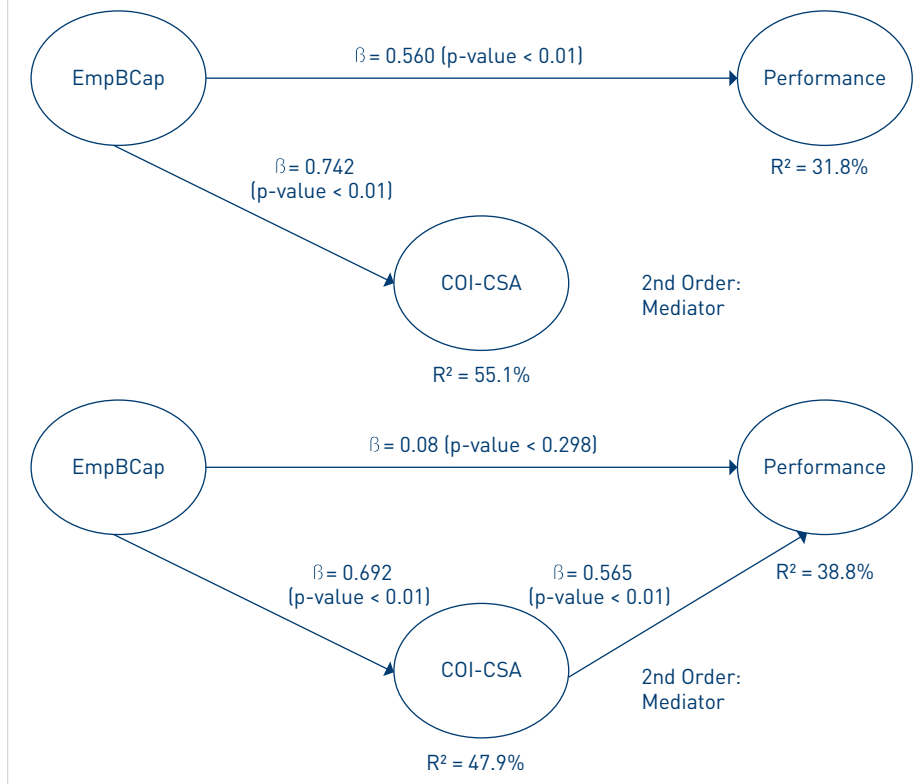 EmpBCap
ß = 0.560 (p-value < 0.01)
Performance
R² = 31.8%
ß = 0.742
(p-value < 0.01)
COI-CSA
2nd Order:
Mediator
R² = 55.1%
EmpBCap
ß = 0.08 (p-value < 0.298)
Performance
R² = 38.8%
ß = 0.692
(p-value < 0.01)
ß = 0.565
(p-value < 0.01)
COI-CSA
2nd Order:
Mediator
R² = 47.9%